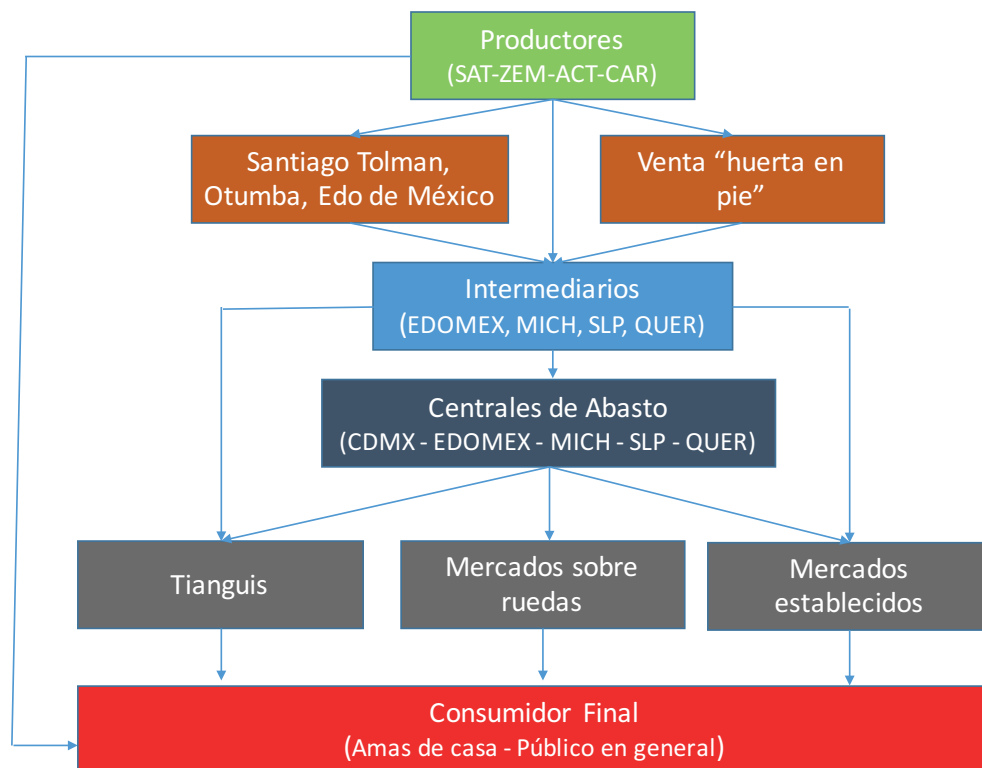 Productores
(SAT-ZEM-ACT-CAR)
Santiago Tolman,
Otumba, Edo de México
Venta “huerta en
pie”
Intermediarios
(EDOMEX, MICH, SLP, QUER)
Centrales de Abasto
(CDMX - EDOMEX - MICH - SLP - QUER)
Tianguis
Mercados sobre
ruedas
Mercados
establecidos
Consumidor Final
(Amas de casa - Público en general)